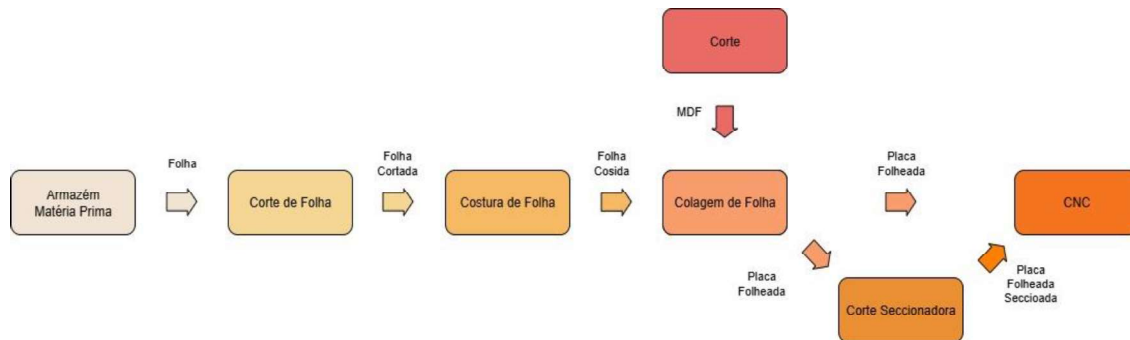 Corte
MDF
Folha
Folha
Cortada
Folha
Cosida
Placa
Folheada
Armazém
Matéria Prima
Corte de Folha
Costura de Folha
Colagem de Folha
CNC
Placa
Folheada
Placa
Folheada
Seccioada
Corte Seccionadora